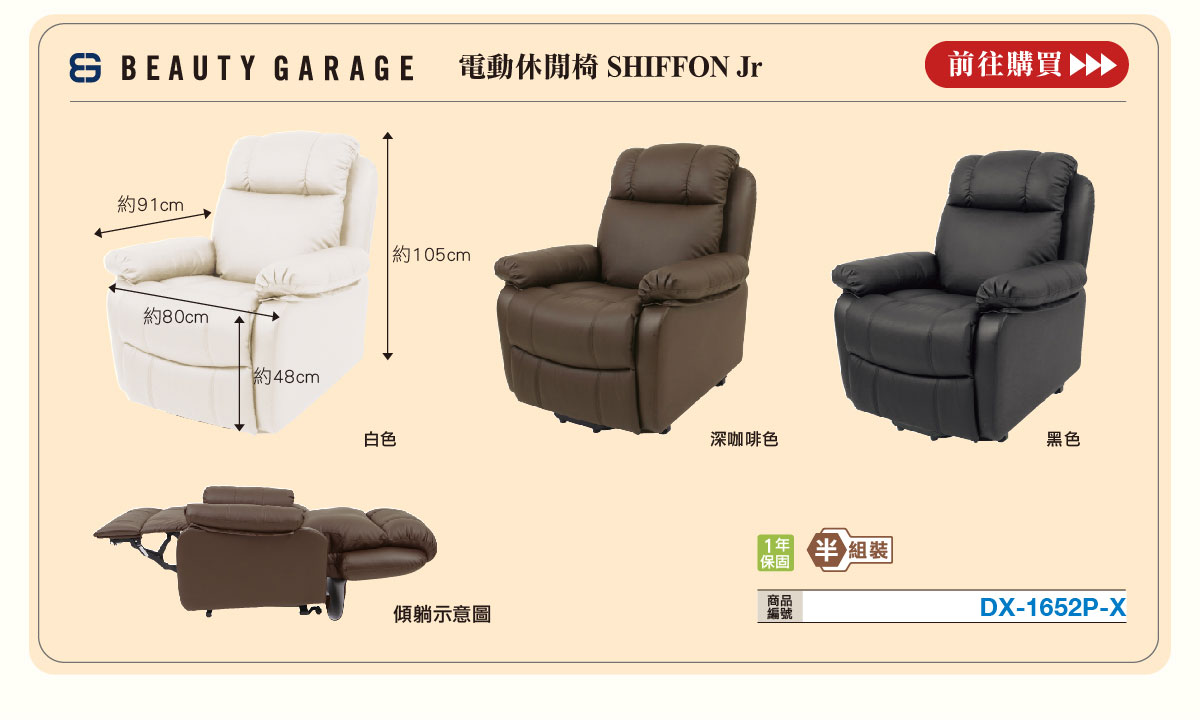 BEAUTY GARAGE
電動休閒椅 SHIFFON Jr
前往購買
約91cm
約105cm
約80cm
約48cm
白色
深咖啡色
黑色
傾躺示意圖
1年
保固
半組裝
商品
編號
DX-1652P-X